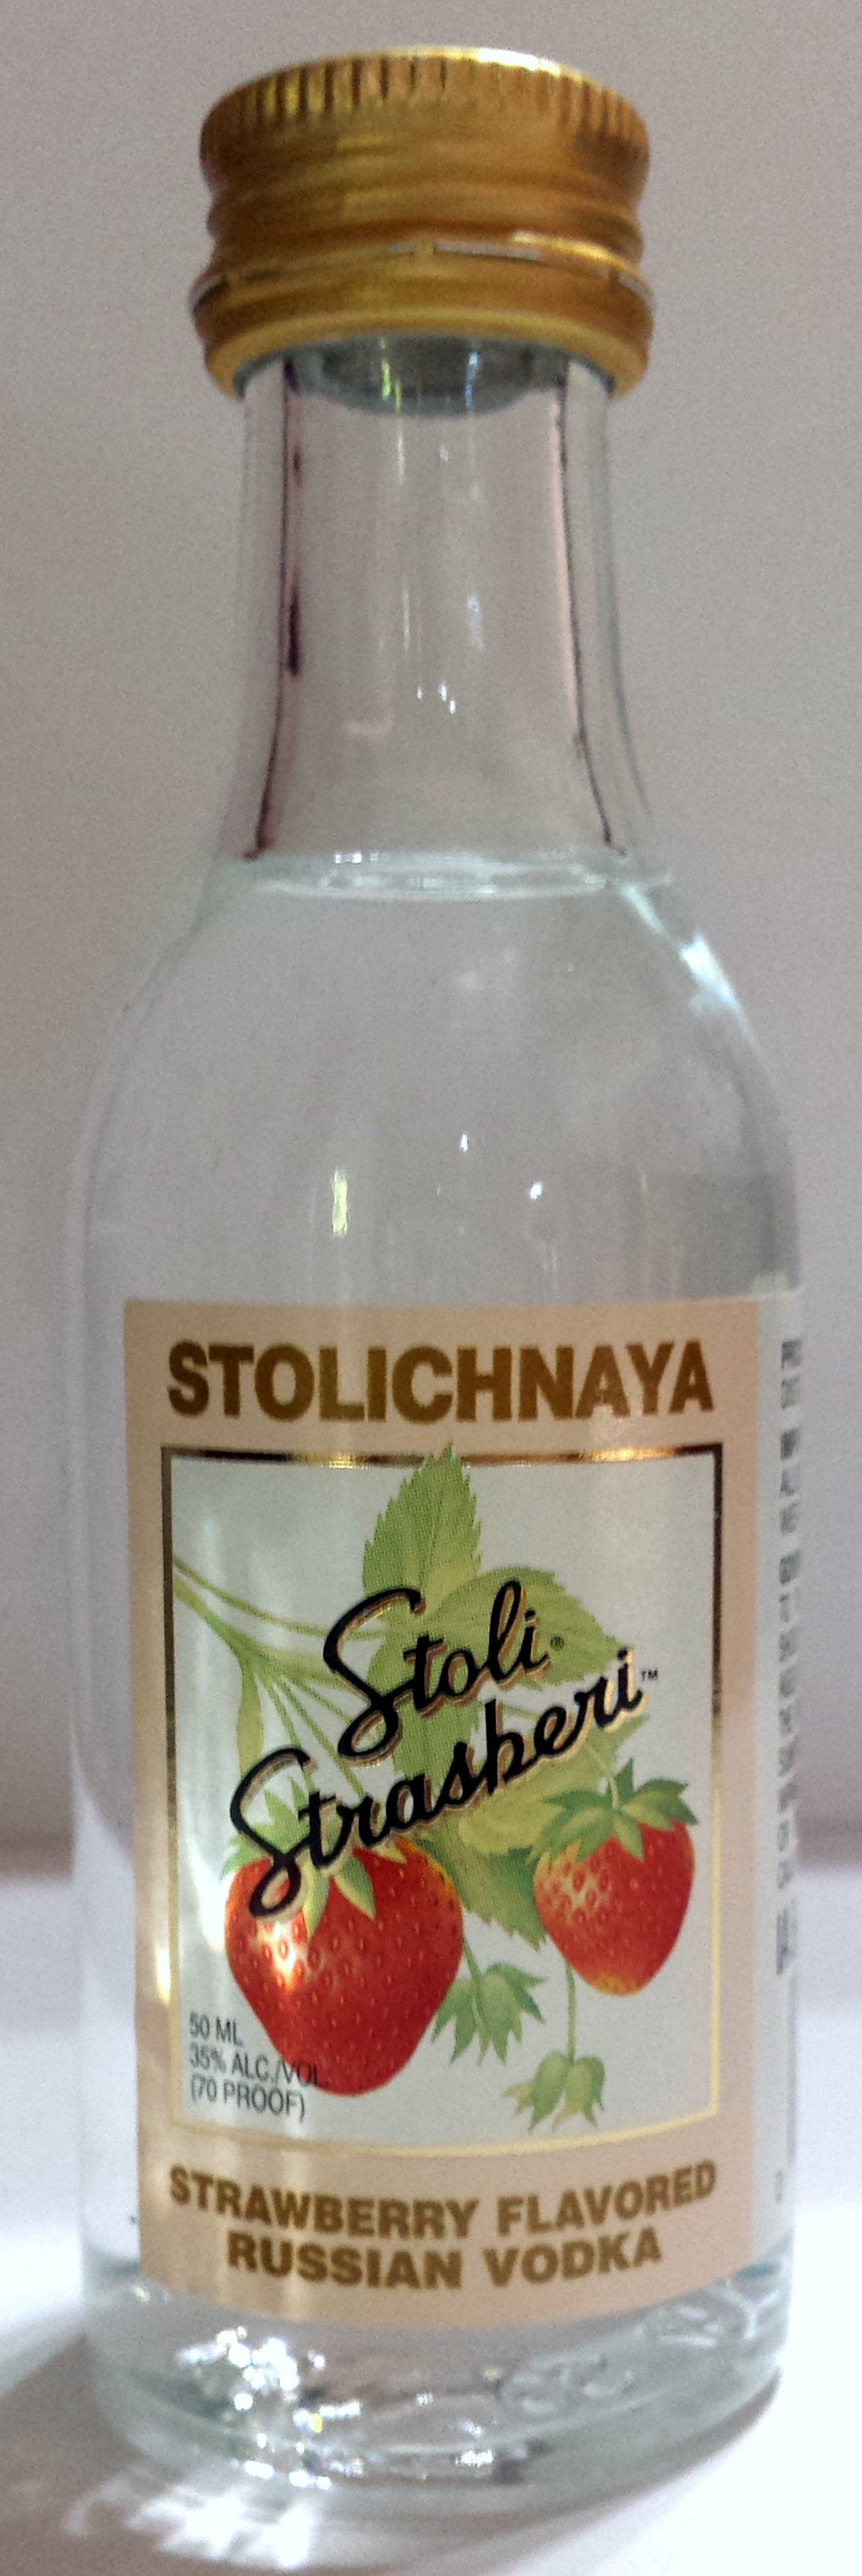 STOLICHNAYA
Stoli®
Strasberi™
50 ML
35% ALC./VOL.
(70 PROOF)
STRAWBERRY FLAVORED
RUSSIAN VODKA